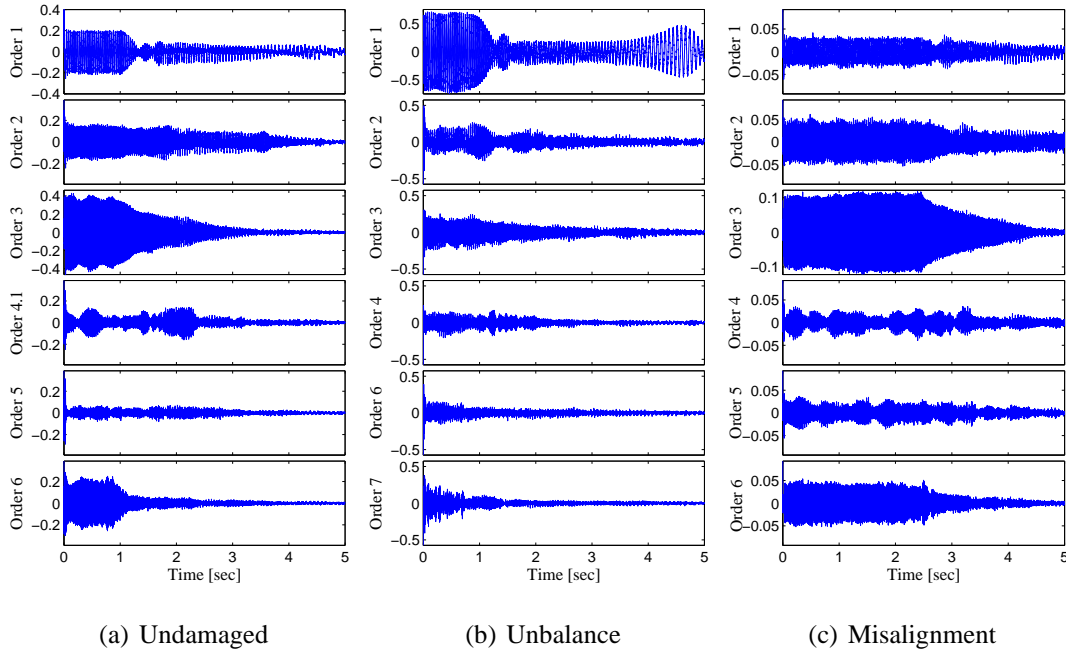 0.4
0.2
0
−0.2
−0.4
Order 1
0.2
0
−0.2
Order 2
0.4
0.2
0
−0.2
−0.4
Order 3
0.2
0
−0.2
Order 4.1
0.2
0
−0.2
Order 5
0.2
0
−0.2
Order 6
0 1 2 3 4 5
Time [sec]
(a) Undamaged
0.5
0
−0.5
Order 1
0.5
0
−0.5
Order 2
0.5
0
−0.5
Order 3
0.5
0
−0.5
Order 4
0.5
0
−0.5
Order 6
0.5
0
−0.5
Order 7
0 1 2 3 4 5
Time [sec]
(b) Unbalance
0.05
0
−0.05
Order 1
0.05
0
−0.05
Order 2
0.1
0
−0.1
Order 3
0.05
0
−0.05
Order 4
0.05
0
−0.05
Order 5
0.05
0
−0.05
Order 6
0 1 2 3 4 5
Time [sec]
(c) Misalignment